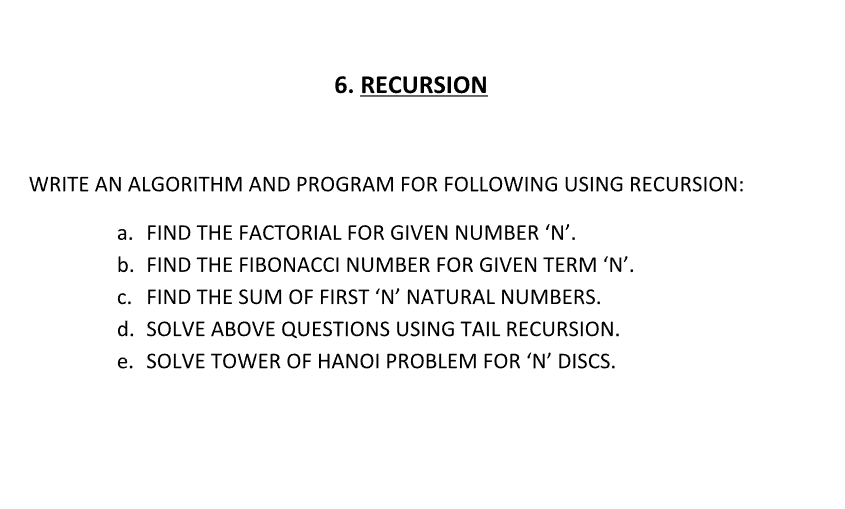 6. RECURSION
WRITE AN ALGORITHM AND PROGRAM FOR FOLLOWING USING RECURSION:
a. FIND THE FACTORIAL FOR GIVEN NUMBER ‘N’.
b. FIND THE FIBONACCI NUMBER FOR GIVEN TERM ‘N’.
c. FIND THE SUM OF FIRST ‘N’ NATURAL NUMBERS.
d. SOLVE ABOVE QUESTIONS USING TAIL RECURSION.
e. SOLVE TOWER OF HANOI PROBLEM FOR ‘N’ DISCS.